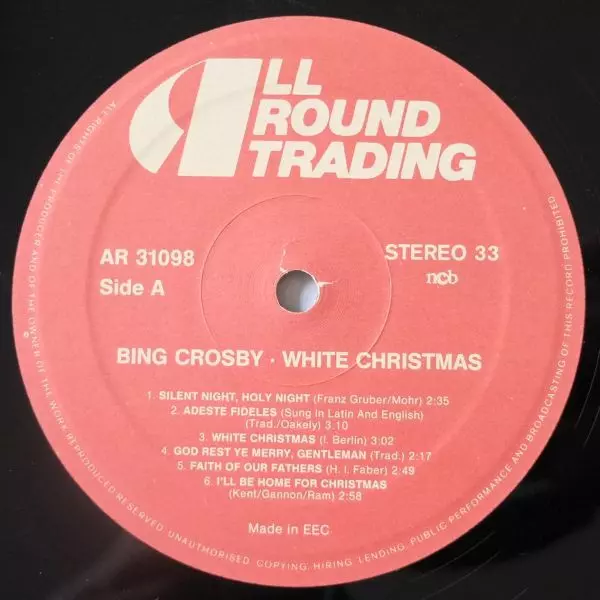 ALL
ROUND
TRADING
AR 31098
STEREO 33
Side A
ncb
BING CROSBY · WHITE CHRISTMAS
1. SILENT NIGHT, HOLY NIGHT (Franz Gruber/Mohr) 2:35
2. ADESTE FIDELES (Sung in Latin And English)
(Trad./Oakely) 3.10
3. WHITE CHRISTMAS (I. Berlin) 3:02
4. GOD REST YE MERRY, GENTLEMAN (Trad.) 2:17
5. FAITH OF OUR FATHERS (H. I. Faber) 2:49
6. I'LL BE HOME FOR CHRISTMAS
(Kent/Gannon/Ram) 2:58
Made in EEC
ALL RIGHTS OF THE PRODUCER AND OF THE OWNER OF THE WORK REPRODUCED RESERVED. UNAUTHORISED COPYING, HIRING, LENDING, PUBLIC PERFORMANCE AND BROADCASTING OF THIS RECORD PROHIBITED